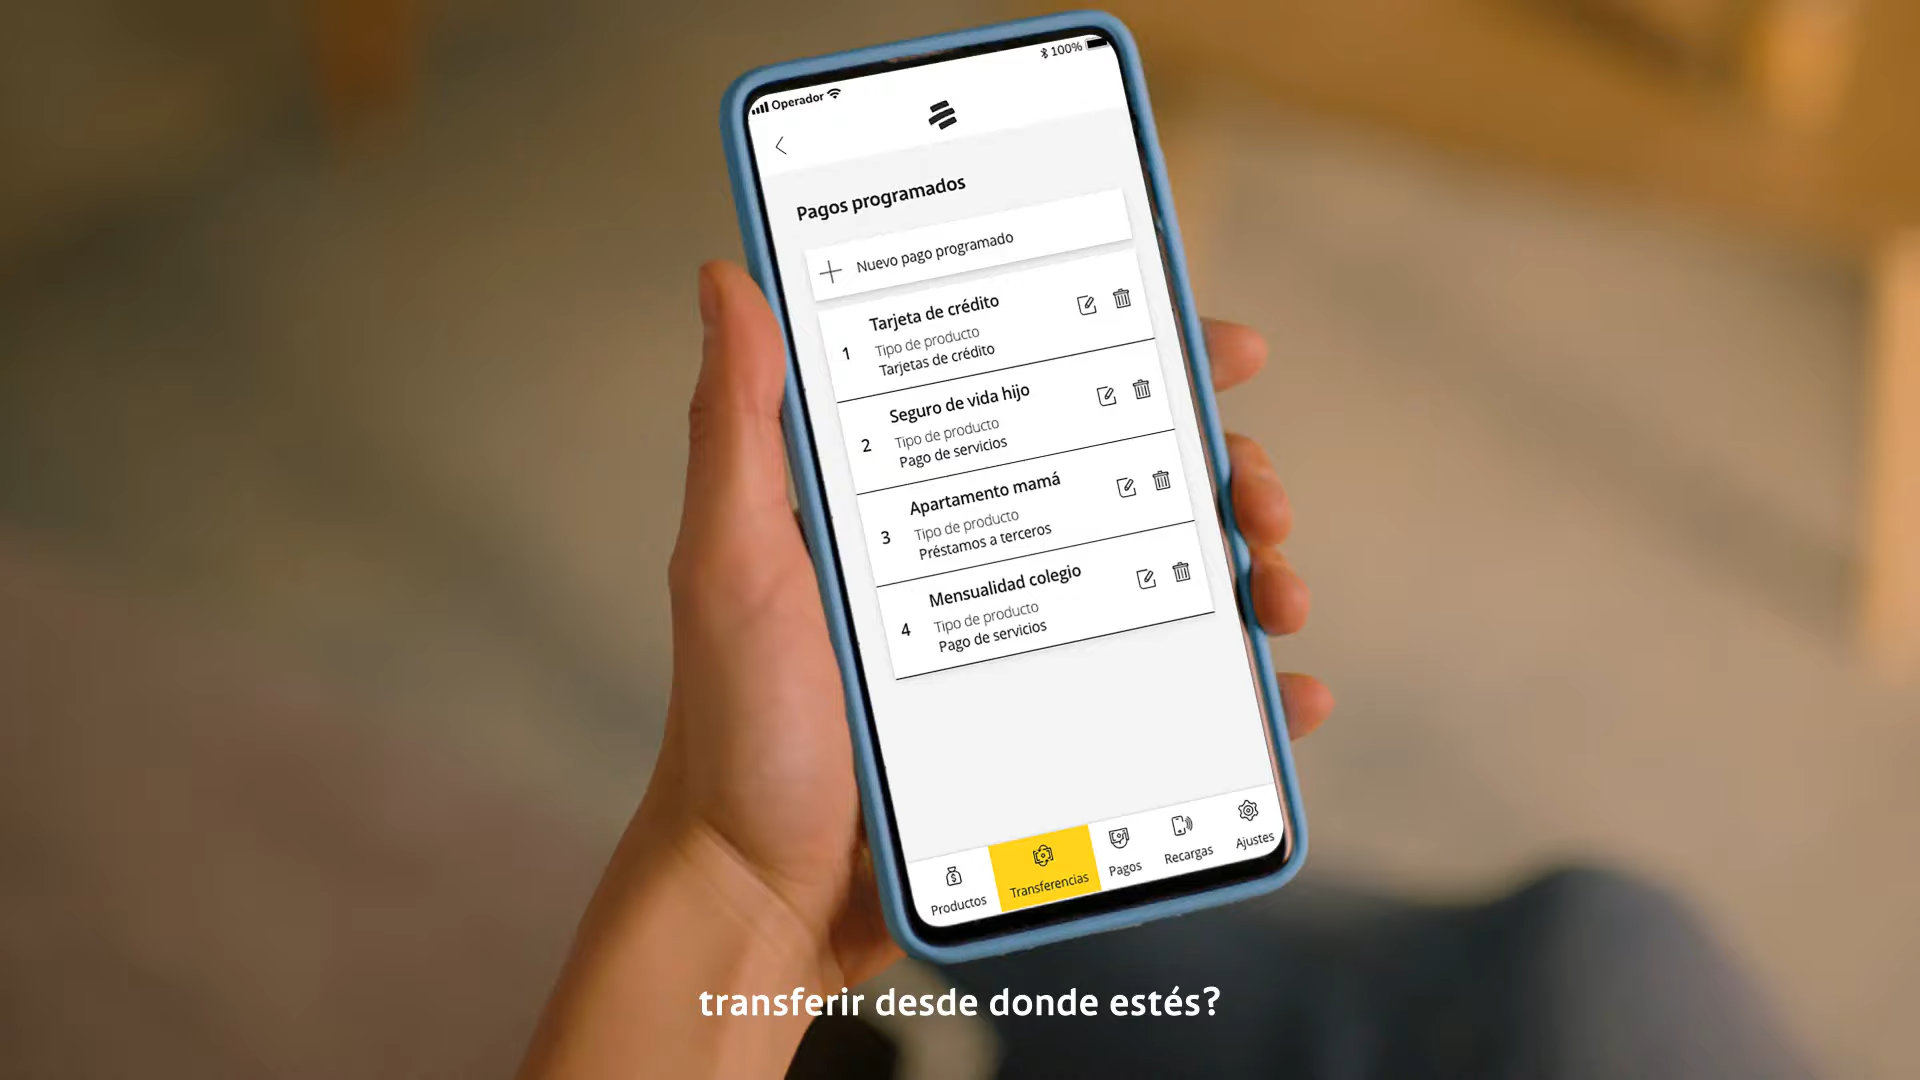 Operador
100%
Pagos programados
Nuevo pago programado
1
Tarjeta de crédito
Tipo de producto
Tarjetas de crédito
2
Seguro de vida hijo
Tipo de producto
Pago de servicios
3
Apartamento mamá
Tipo de producto
Préstamos a terceros
4
Mensualidad colegio
Tipo de producto
Pago de servicios
Productos
Transferencias
Pagos
Recargas
Ajustes
transferir desde donde estés?